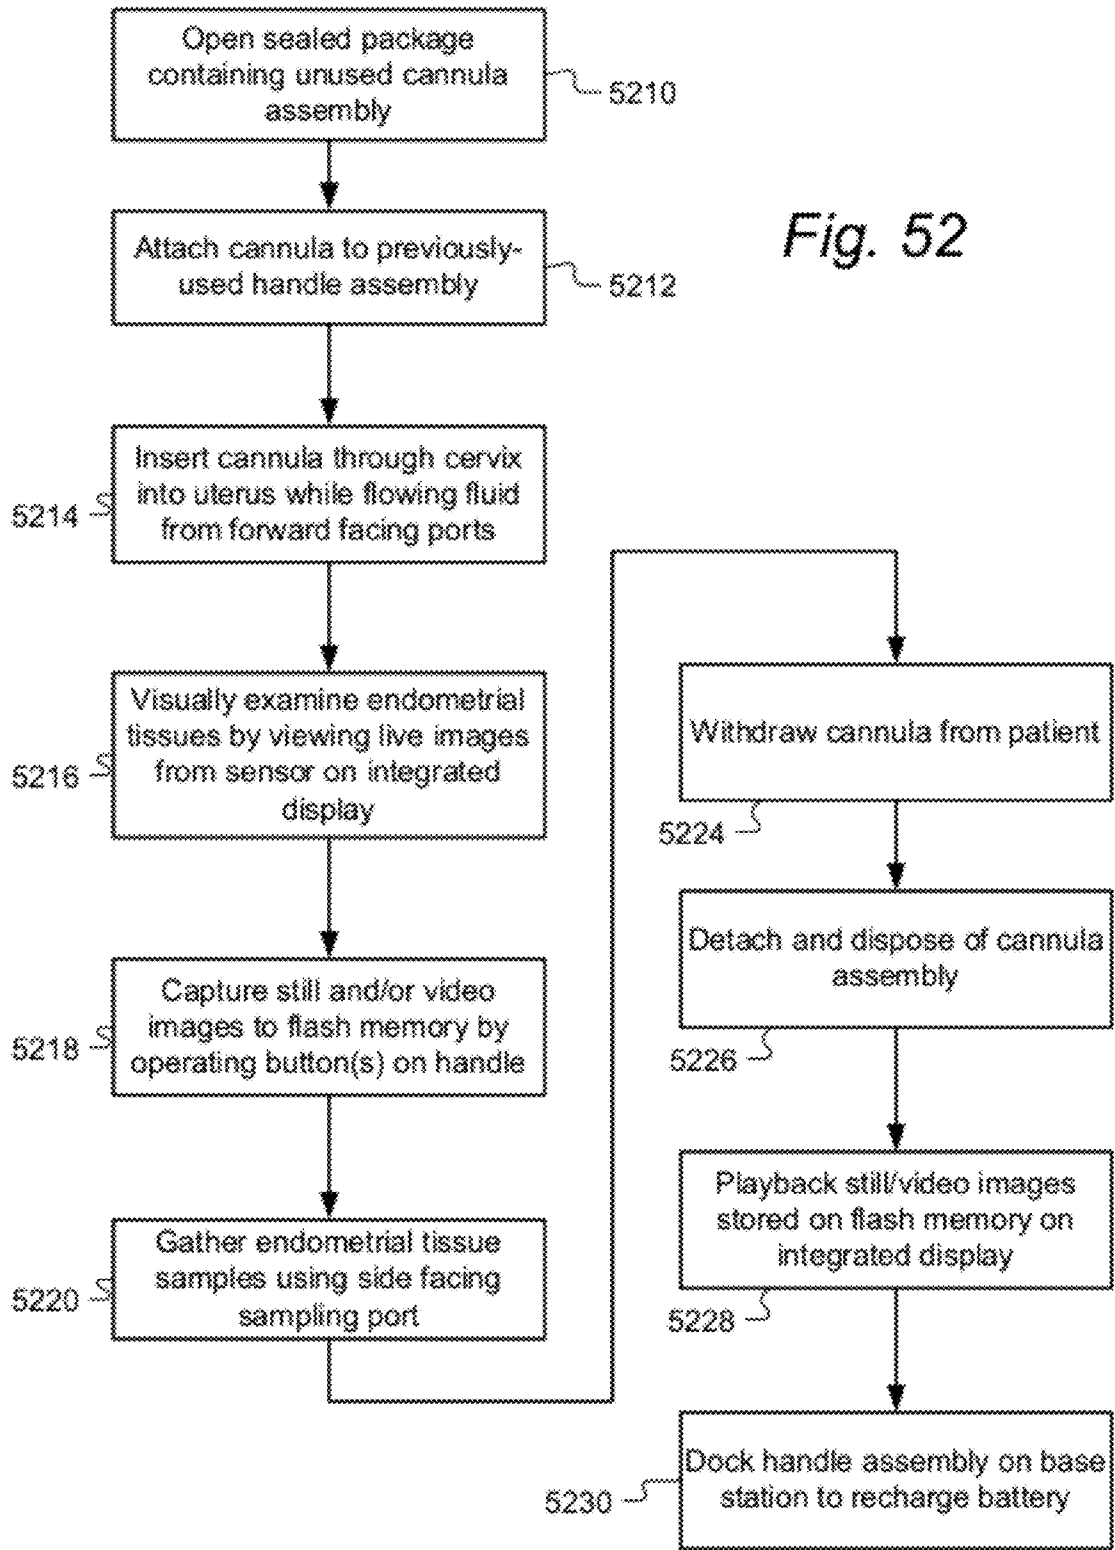 Open sealed package
containing unused cannula
assembly
5210
Fig. 52
Attach cannula to previously-
used handle assembly
5212
Insert cannula through cervix
into uterus while flowing fluid
from forward facing ports
5214
Visually examine endometrial
tissues by viewing live images
from sensor on integrated
display
5216
Capture still and/or video
images to flash memory by
operating button(s) on handle
5218
Gather endometrial tissue
samples using side facing
sampling port
5220
Withdraw cannula from patient
5224
Detach and dispose of cannula
assembly
5226
Playback still/video images
stored on flash memory on
integrated display
5228
Dock handle assembly on base
station to recharge battery
5230